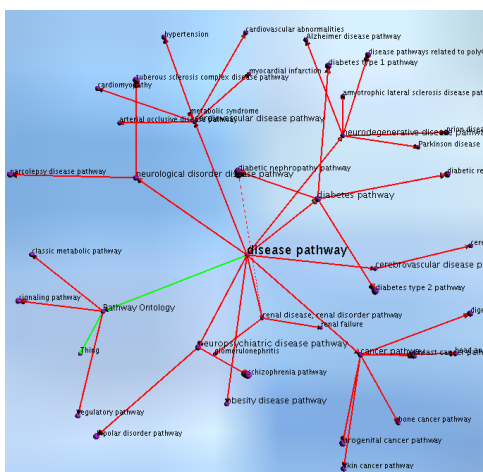 cardiovascular abnormalities
hypertension
Alzheimer disease pathway
disease pathways related to
diabetes type 1 pathway
myocardial infarction
tuberous sclerosis complex disease pathway
cardiomyopathy
amyotrophic lateral sclerosis disease
metabolic syndrome
cardiovascular disease pathway
arterial occlusive disease pathway
neurodegenerative disease
prion disease
Parkinson disease
diabetic nephropathy pathway
narcolepsy disease pathway
neurological disorder disease pathway
diabetic
diabetes pathway
disease pathway
classic metabolic pathway
cerebrovascular disease
diabetes type 2 pathway
signaling pathway
Pathway Ontology
renal disease, renal disorder pathway
renal failure
neuropsychiatric disease pathway
Thing
glomerulonephritis
cancer pathway
schizophrenia pathway
obesity disease pathway
regulatory pathway
bone cancer pathway
bipolar disorder pathway
urogenital cancer pathway
skin cancer pathway